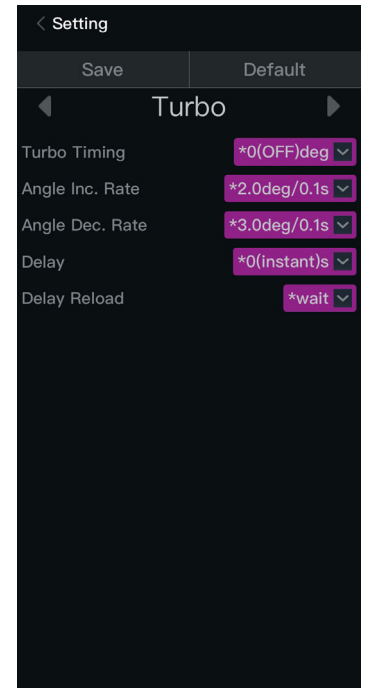 Setting
Save Default
Turbo
Turbo Timing *0(OFF)deg
Angle Inc. Rate *2.0deg/0.1s
Angle Dec. Rate *3.0deg/0.1s
Delay *0(instant)s
Delay Reload *wait